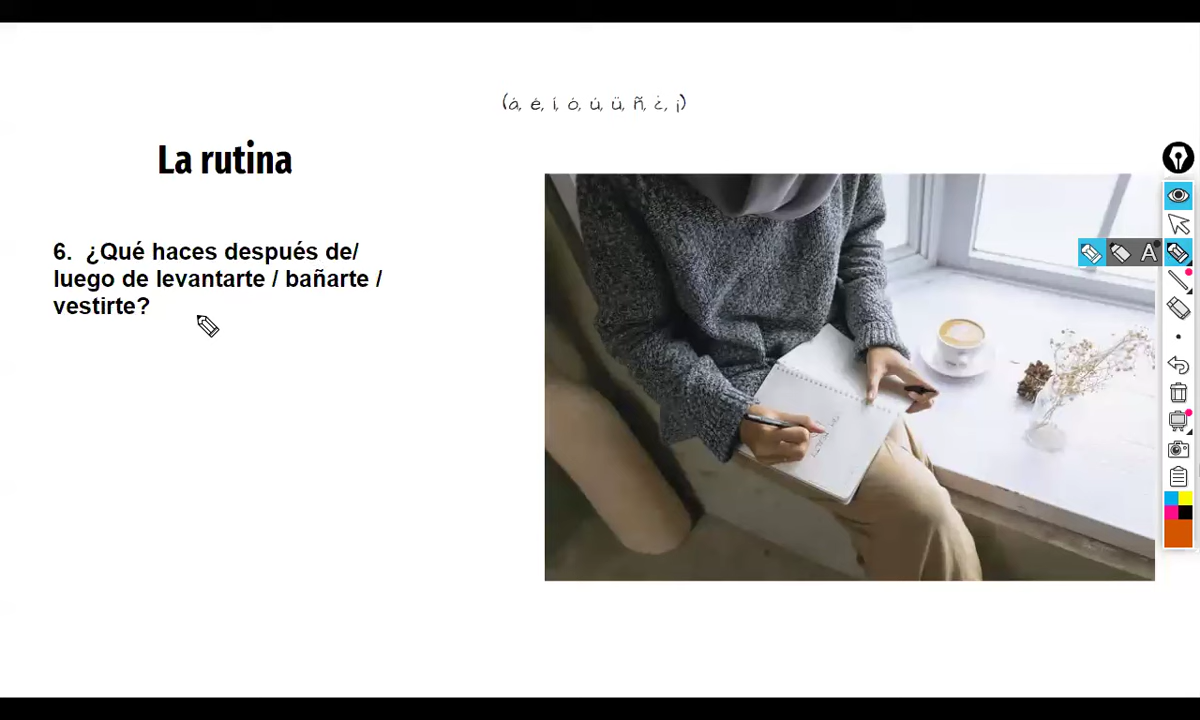 (á, é, í, ó, ú, ü, ñ, ¿, ¡)
La rutina
6. ¿Qué haces después de/
luego de levantarte / bañarte /
vestirte?
A